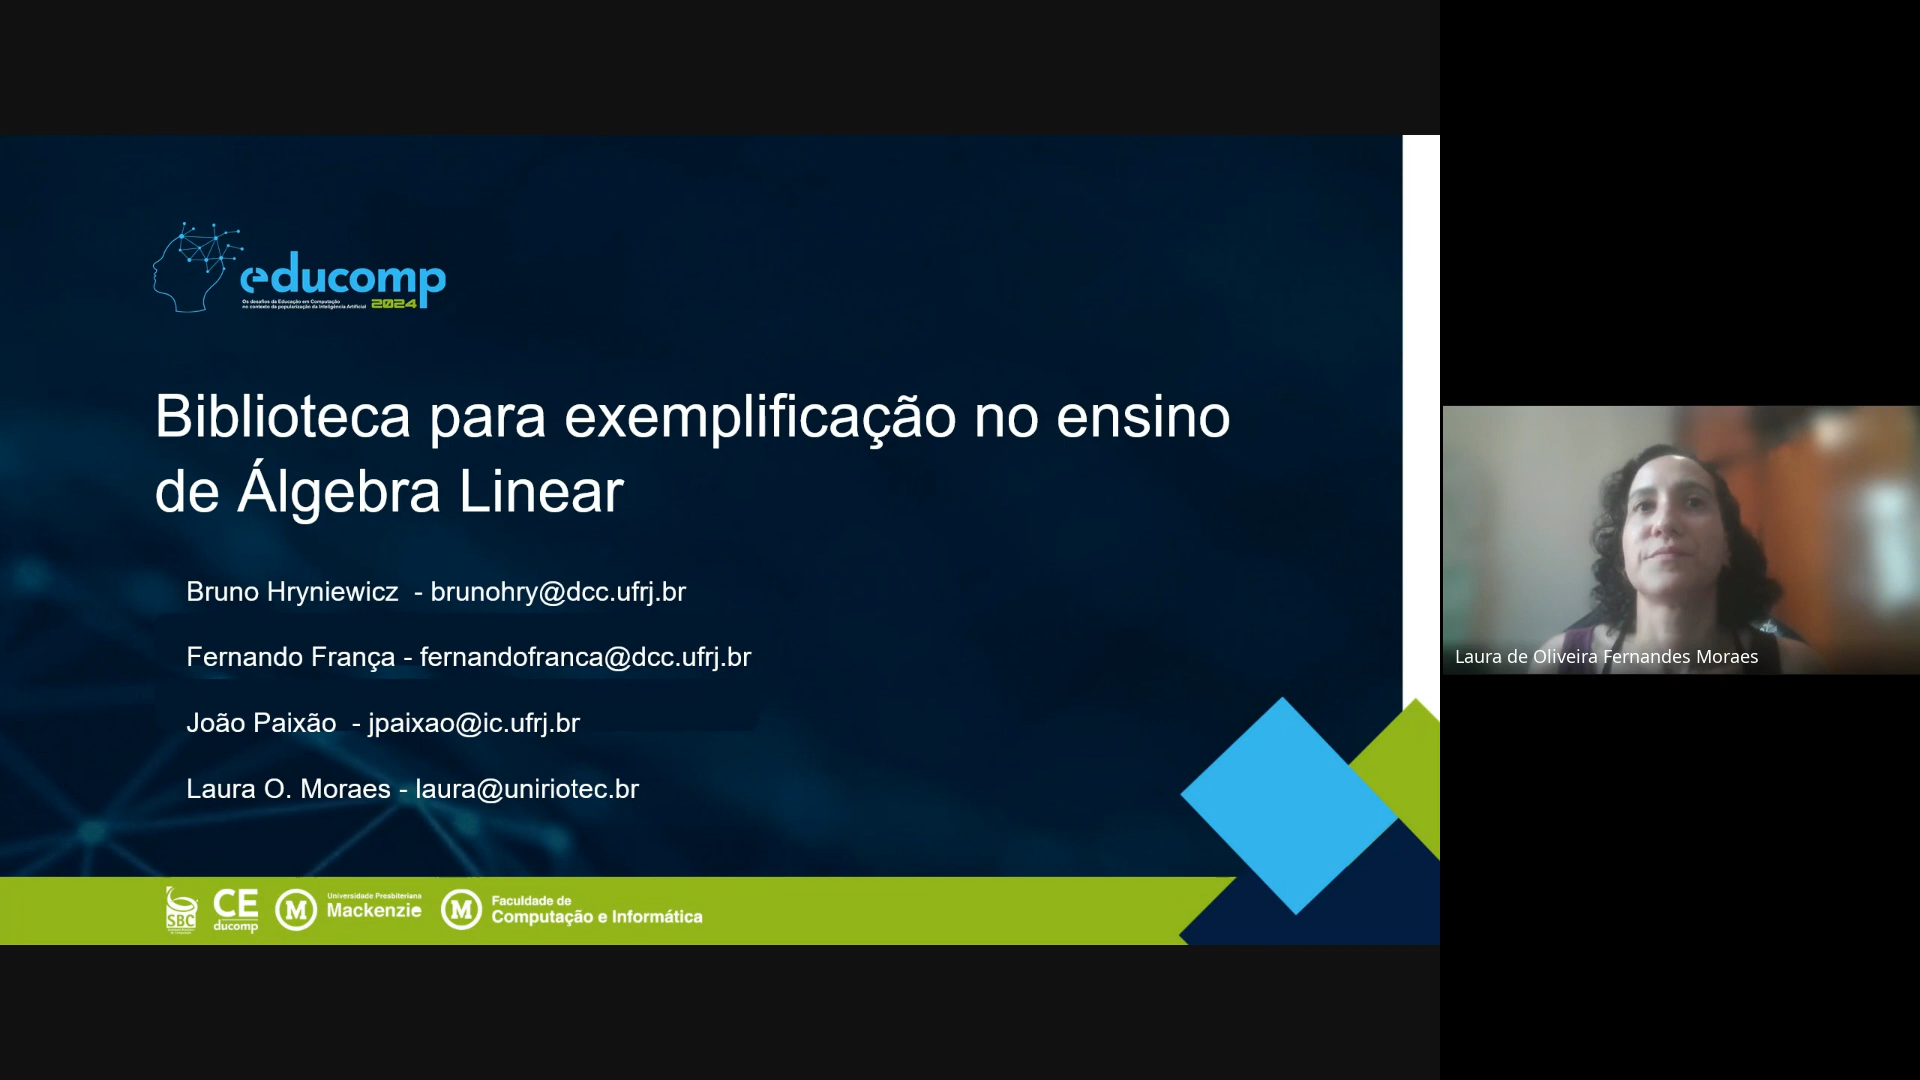 educomp
Os desafios da Educação em Computação
no contexto da popularização da Inteligência Artificial 2024
Biblioteca para exemplificação no ensino
de Álgebra Linear
Bruno Hryniewicz - brunohry@dcc.ufrj.br
Fernando França - fernandofranca@dcc.ufrj.br
João Paixão - jpaixao@ic.ufrj.br
Laura O. Moraes - laura@uniriotec.br
Laura de Oliveira Fernandes Moraes
SBC
CE
ducomp
M
Universidade Presbiteriana
Mackenzie
M
Faculdade de
Computação e Informática